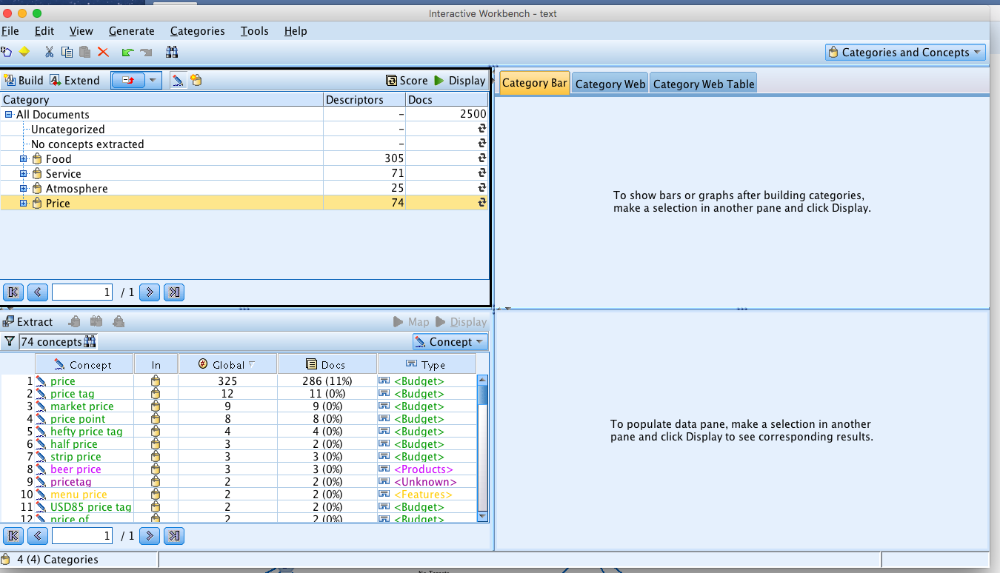 Interactive Workbench - text
File Edit View Generate Categories Tools Help
Categories and Concepts
Build Extend Score Display
Category Descriptors Docs
All Documents – 2500
Uncategorized –
No concepts extracted –
Food 305
Service 71
Atmosphere 25
Price 74
1 / 1
Category Bar Category Web Category Web Table
To show bars or graphs after building categories,
make a selection in another pane and click Display.
Extract Map Display
74 concepts Concept
Concept In Global Docs Type
1 price 325 286 (11%) <Budget>
2 price tag 12 11 (0%) <Budget>
3 market price 9 9 (0%) <Budget>
4 price point 8 8 (0%) <Budget>
5 hefty price tag 4 4 (0%) <Budget>
6 half price 3 2 (0%) <Budget>
7 strip price 3 3 (0%) <Budget>
8 beer price 3 3 (0%) <Products>
9 pricetag 2 2 (0%) <Unknown>
10 menu price 2 2 (0%) <Features>
11 USD85 price tag 2 2 (0%) <Budget>
12 price of 2 2 (0%) <Budget>
1 / 1
To populate data pane, make a selection in another
pane and click Display to see corresponding results.
4 (4) Categories